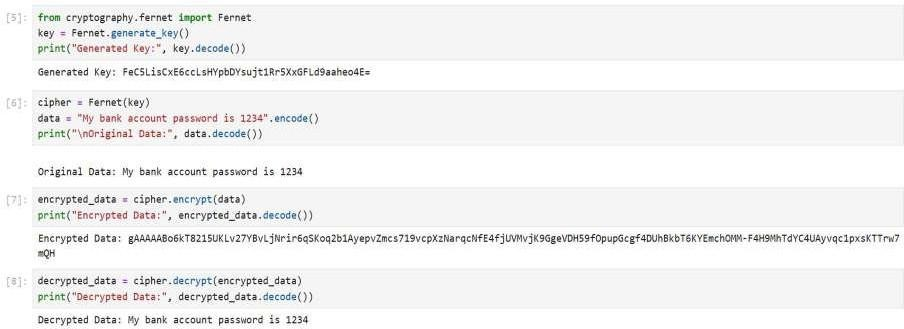 [5]: from cryptography.fernet import Fernet
key = Fernet.generate_key()
print("Generated Key:", key.decode())
Generated Key: FeC5LisCxE6ccLsHYpbDYsujt1Rr5XxGFLd9aaheo4E=
[6]: cipher = Fernet(key)
data = "My bank account password is 1234".encode()
print("\nOriginal Data:", data.decode())
Original Data: My bank account password is 1234
[7]: encrypted_data = cipher.encrypt(data)
print("Encrypted Data:", encrypted_data.decode())
Encrypted Data: gAAAAABo6kT8215UKLv27YBvLjNrir6qSKoq2b1AyepvZmcs719vcpXzNarqcNfE4fjUVMvjK9GgeVDH59fOpupGcgf4DUhBkbT6KYEmchOMM-F4H9MhTdYC4UAyvqc1pxsKTTrw7
mQH
[8]: decrypted_data = cipher.decrypt(encrypted_data)
print("Decrypted Data:", decrypted_data.decode())
Decrypted Data: My bank account password is 1234